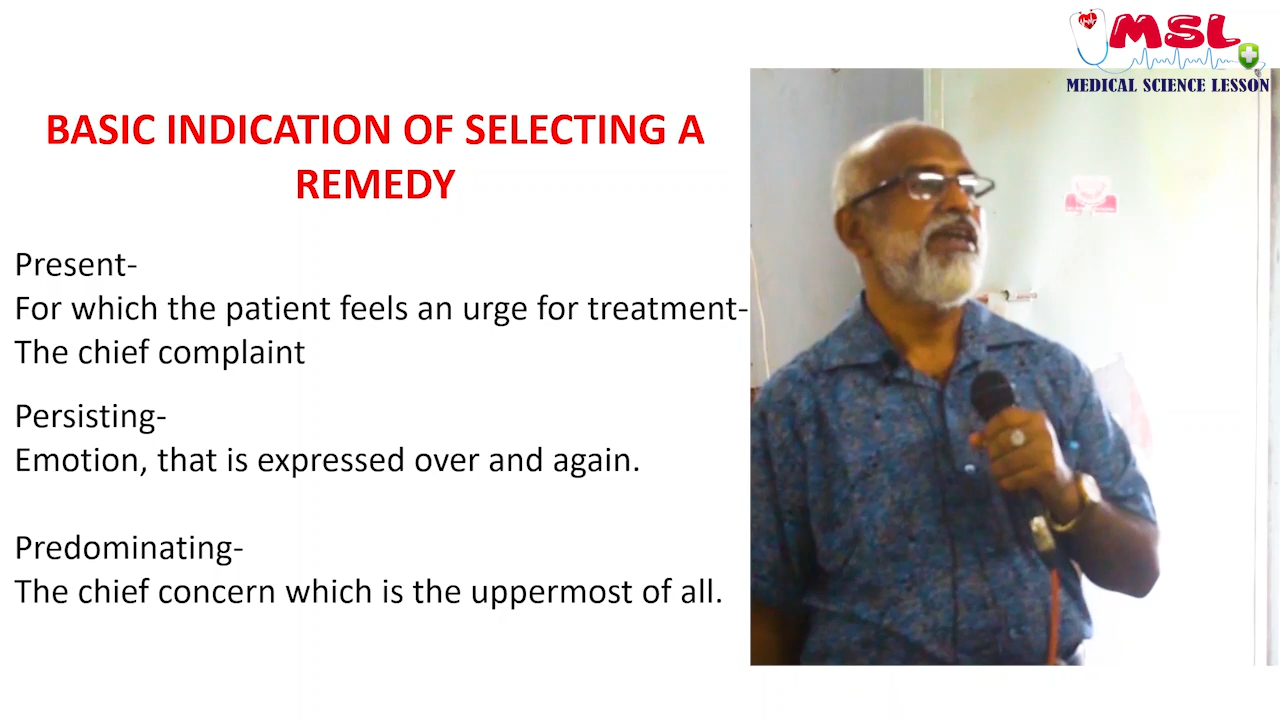 MSL
MEDICAL SCIENCE LESSON
BASIC INDICATION OF SELECTING A
REMEDY
Present-
For which the patient feels an urge for treatment-
The chief complaint
Persisting-
Emotion, that is expressed over and again.
Predominating-
The chief concern which is the uppermost of all.